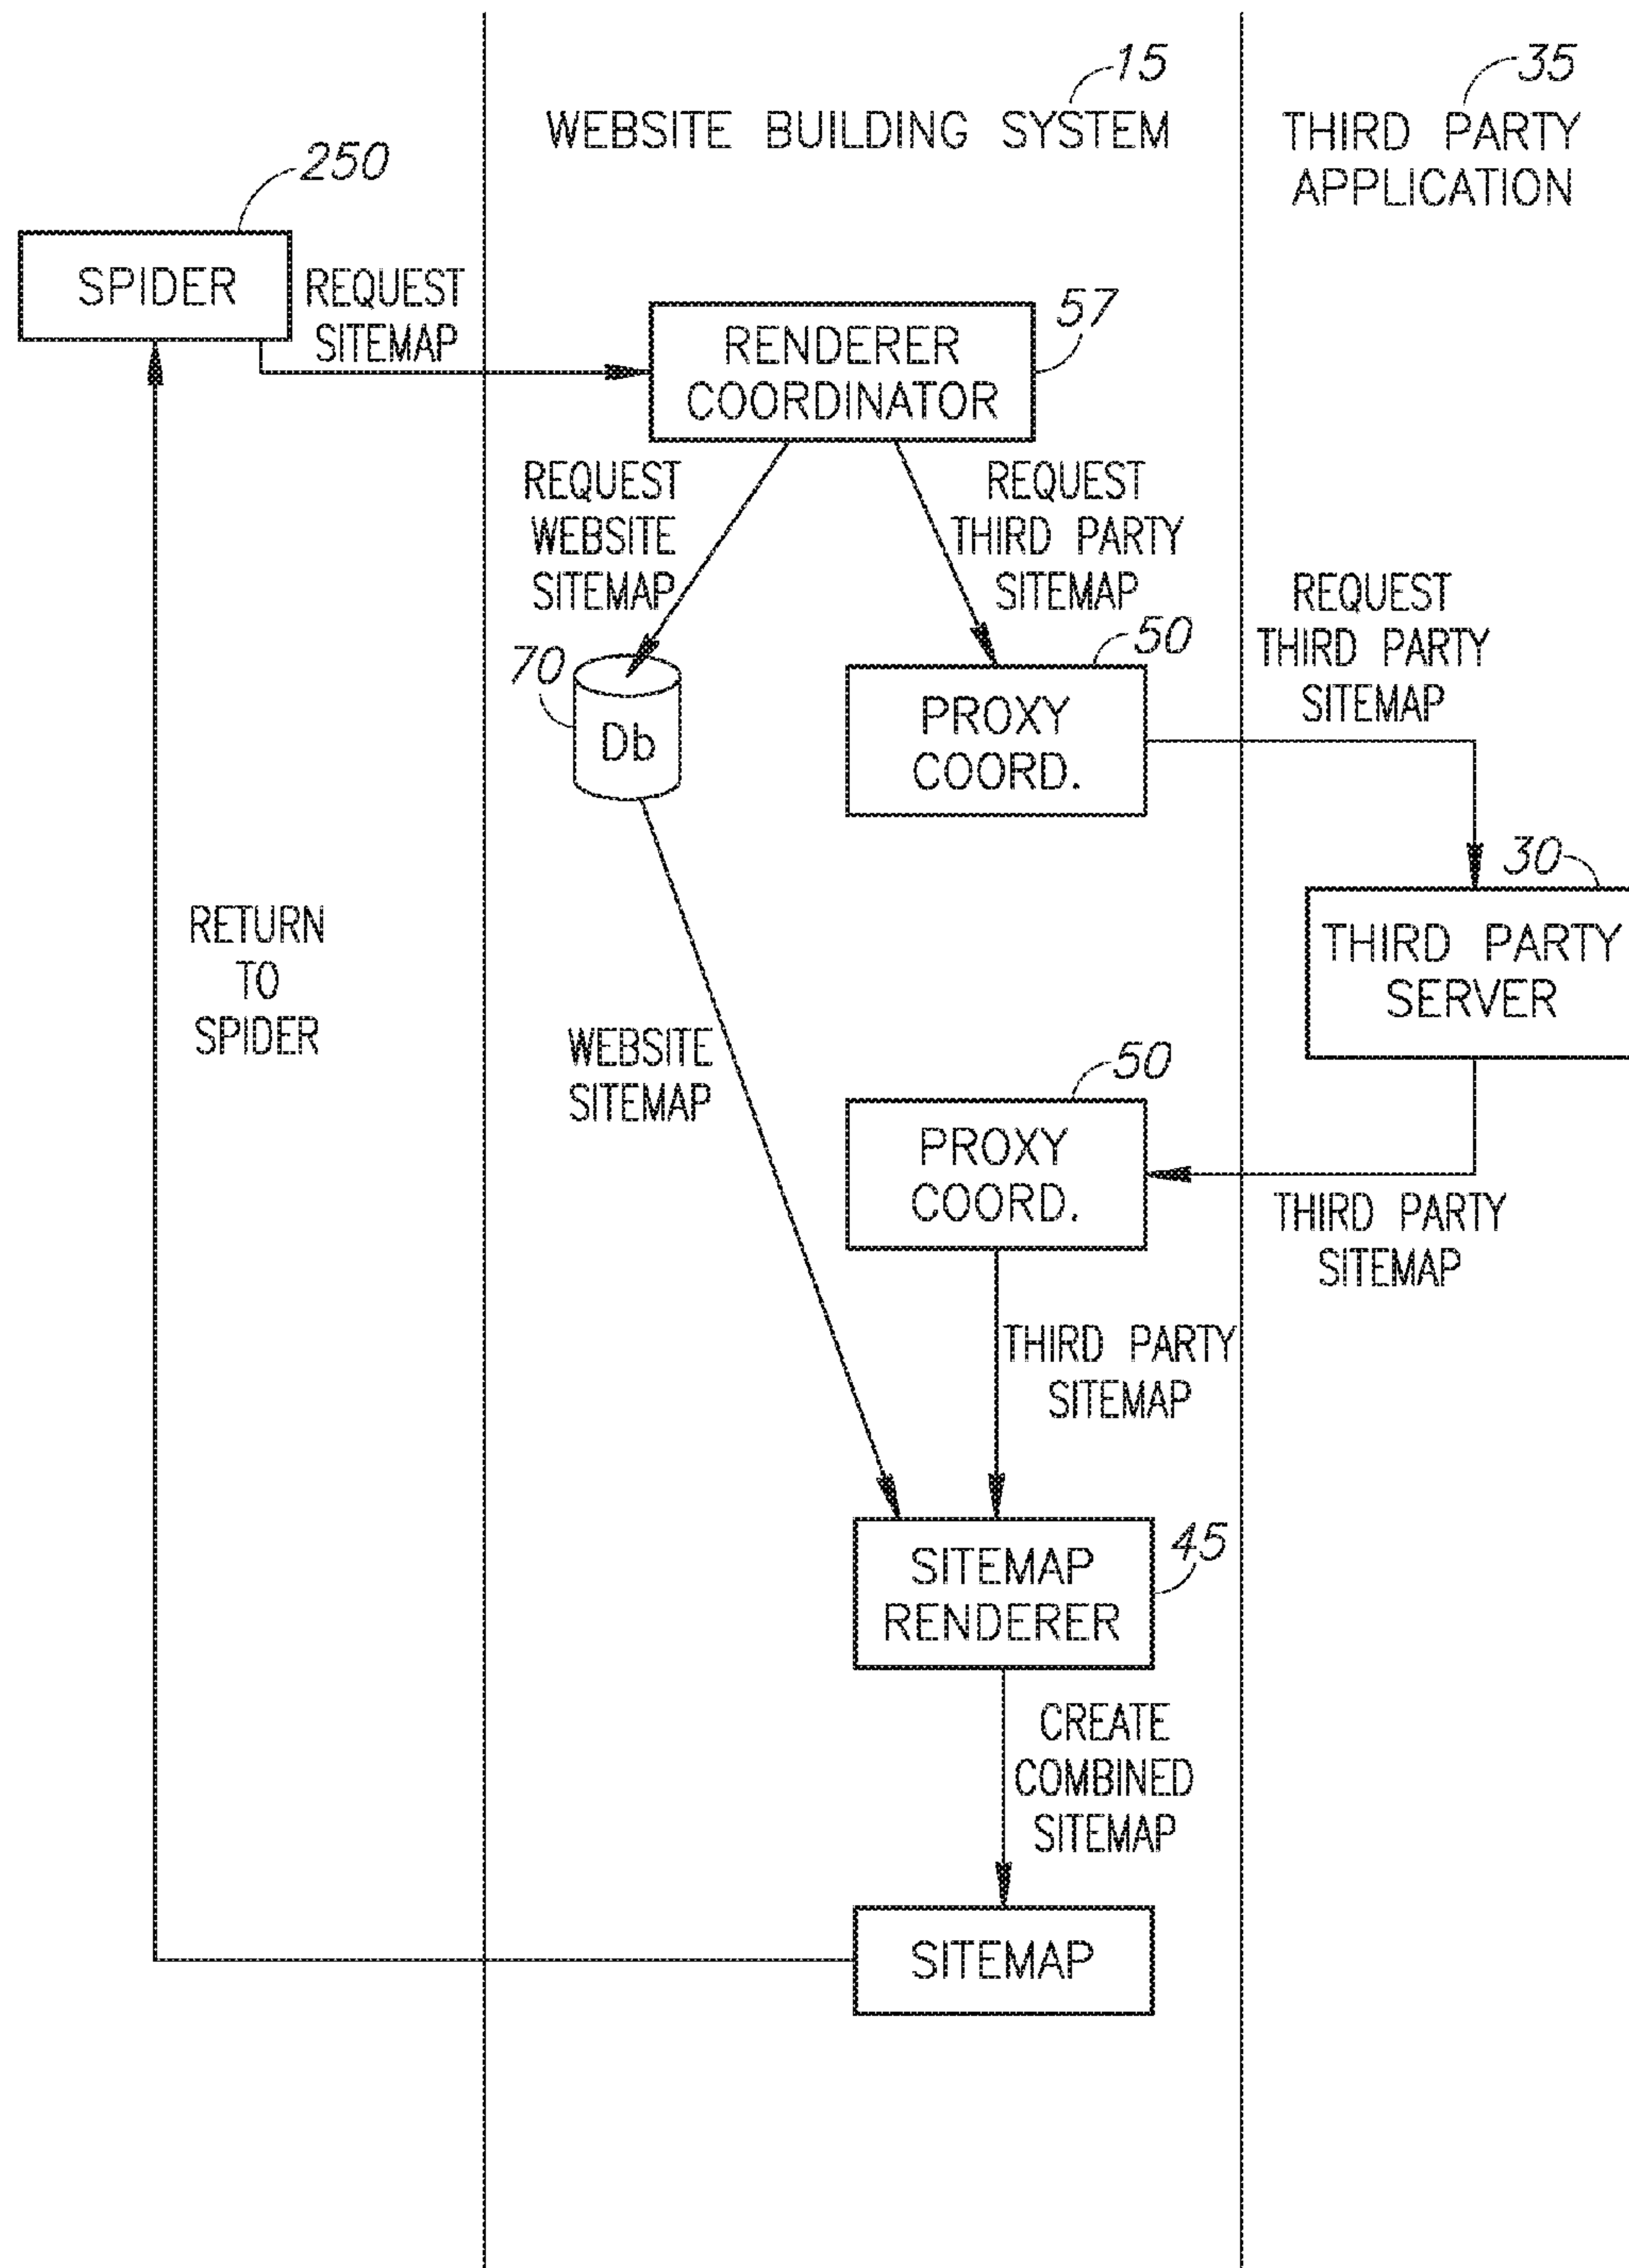 15
WEBSITE BUILDING SYSTEM
35
THIRD PARTY
APPLICATION
250
SPIDER
REQUEST
SITEMAP
57
RENDERER
COORDINATOR
REQUEST
WEBSITE
SITEMAP
REQUEST
THIRD PARTY
SITEMAP
REQUEST
THIRD PARTY
SITEMAP
70
Db
50
PROXY
COORD.
30
THIRD PARTY
SERVER
RETURN
TO
SPIDER
WEBSITE
SITEMAP
50
PROXY
COORD.
THIRD PARTY
SITEMAP
THIRD PARTY
SITEMAP
45
SITEMAP
RENDERER
CREATE
COMBINED
SITEMAP
SITEMAP